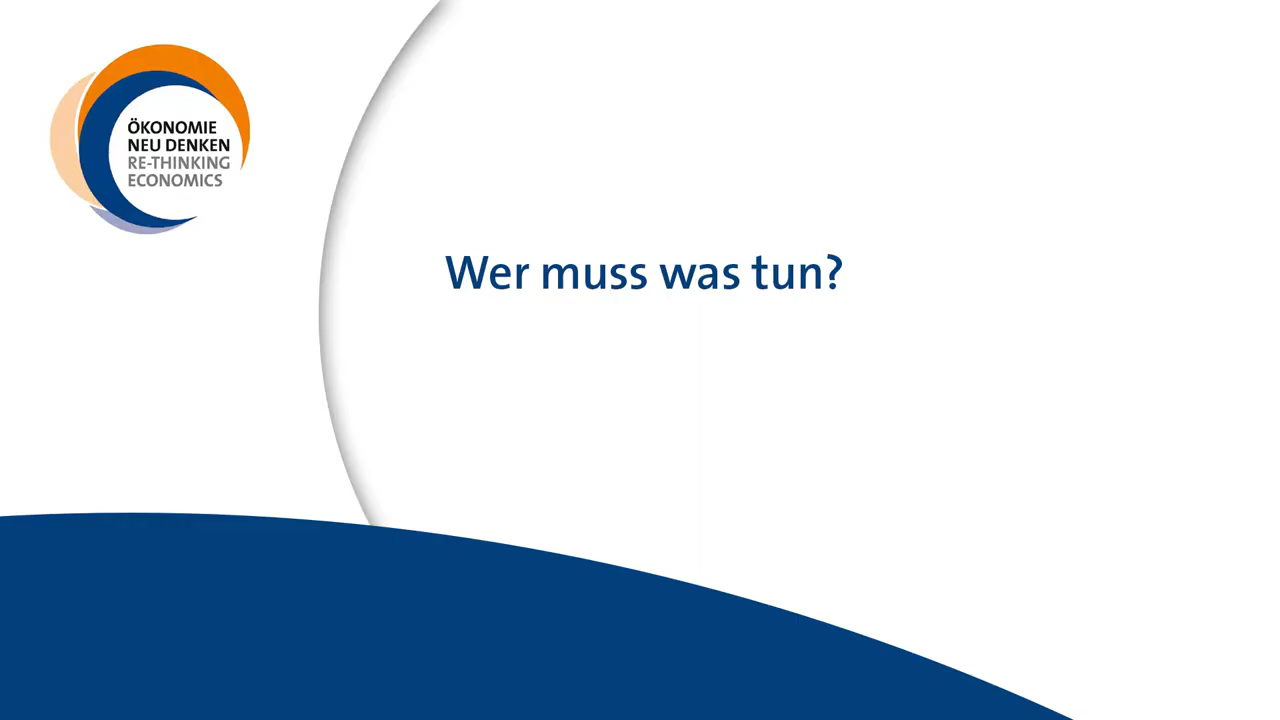 ÖKONOMIE
NEU DENKEN
RE-THINKING
ECONOMICS
Wer muss was tun?